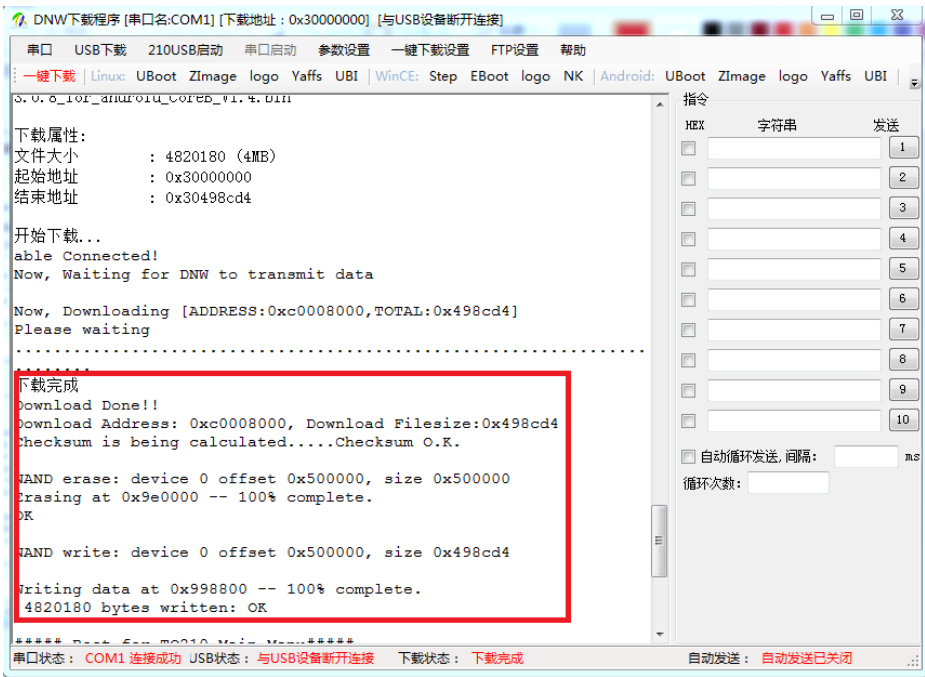 DNW下载程序 [串口名:COM1] [下载地址：0x30000000] [与USB设备断开连接]
串口 USB下载 210USB启动 串口启动 参数设置 一键下载设置 FTP设置 帮助
一键下载 Linux: UBoot ZImage logo Yaffs UBI WinCE: Step EBoot logo NK Android: UBoot ZImage logo Yaffs UBI
3.0.8_for_android_CoreB_v1.4.bin
下载属性:
文件大小 : 4820180 (4MB)
起始地址 : 0x30000000
结束地址 : 0x30498cd4
开始下载...
able Connected!
Now, Waiting for DNW to transmit data
Now, Downloading [ADDRESS:0xc0008000,TOTAL:0x498cd4]
Please waiting
................................................................
........
下载完成
Download Done!!
Download Address: 0xc0008000, Download Filesize:0x498cd4
Checksum is being calculated.....Checksum O.K.
NAND erase: device 0 offset 0x500000, size 0x500000
Erasing at 0x9e0000 -- 100% complete.
OK
NAND write: device 0 offset 0x500000, size 0x498cd4
Writing data at 0x998800 -- 100% complete.
4820180 bytes written: OK
##### Boot for TQ210 Main Menu#####
指令
HEX 字符串 发送
1
2
3
4
5
6
7
8
9
10
自动循环发送,间隔: ms
循环次数:
串口状态： COM1 连接成功 USB状态： 与USB设备断开连接 下载状态： 下载完成 自动发送： 自动发送已关闭